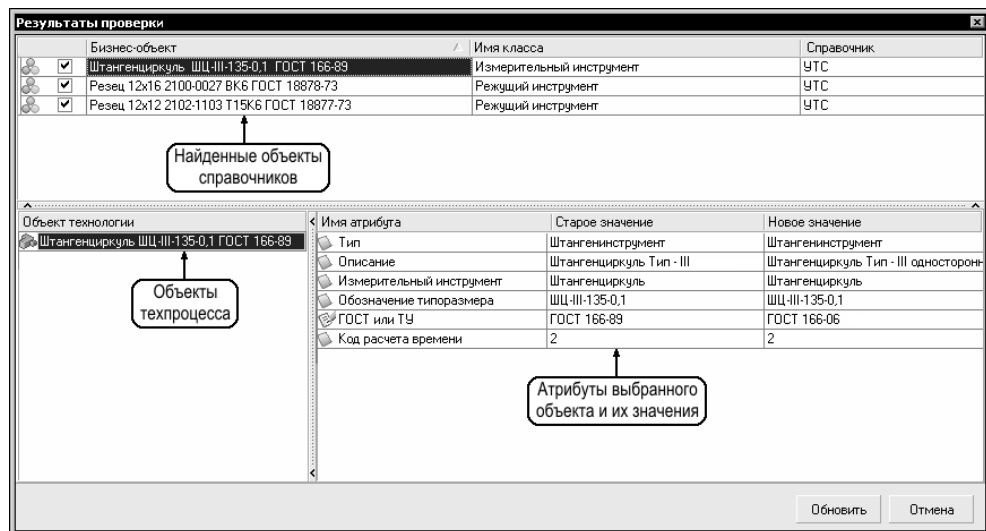 Результаты проверки
Бизнес-объект Имя класса Справочник
Штангенциркуль ШЦ-III-135-0,1 ГОСТ 166-89 Измерительный инструмент УТС
Резец 12x16 2100-0027 ВК6 ГОСТ 18878-73 Режущий инструмент УТС
Резец 12x12 2102-1103 Т15К6 ГОСТ 18877-73 Режущий инструмент УТС
Найденные объекты
справочников
Объект технологии
Штангенциркуль ШЦ-III-135-0,1 ГОСТ 166-89
Объекты
техпроцесса
Имя атрибута Старое значение Новое значение
Тип Штангенинструмент Штангенинструмент
Описание Штангенциркуль Тип - III Штангенциркуль Тип - III односторонн
Измерительный инструмент Штангенциркуль Штангенциркуль
Обозначение типоразмера ШЦ-III-135-0,1 ШЦ-III-135-0,1
ГОСТ или ТУ ГОСТ 166-89 ГОСТ 166-06
Код расчета времени 2 2
Атрибуты выбранного
объекта и их значения
Обновить Отмена